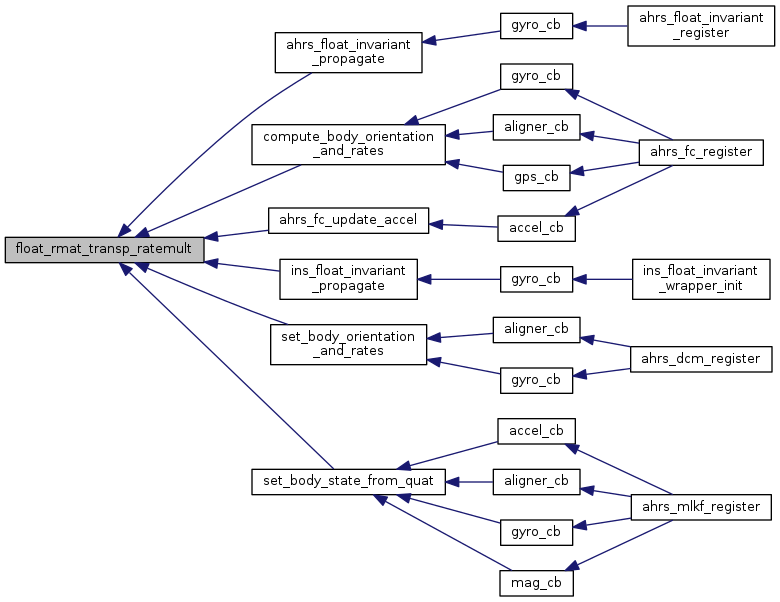 float_rmat_transp_ratemult
ahrs_float_invariant
_propagate
gyro_cb
ahrs_float_invariant
_register
compute_body_orientation
_and_rates
gyro_cb
aligner_cb
gps_cb
ahrs_fc_register
ahrs_fc_update_accel
accel_cb
ins_float_invariant
_propagate
gyro_cb
ins_float_invariant
_wrapper_init
set_body_orientation
_and_rates
aligner_cb
gyro_cb
ahrs_dcm_register
set_body_state_from_quat
accel_cb
aligner_cb
gyro_cb
mag_cb
ahrs_mlkf_register